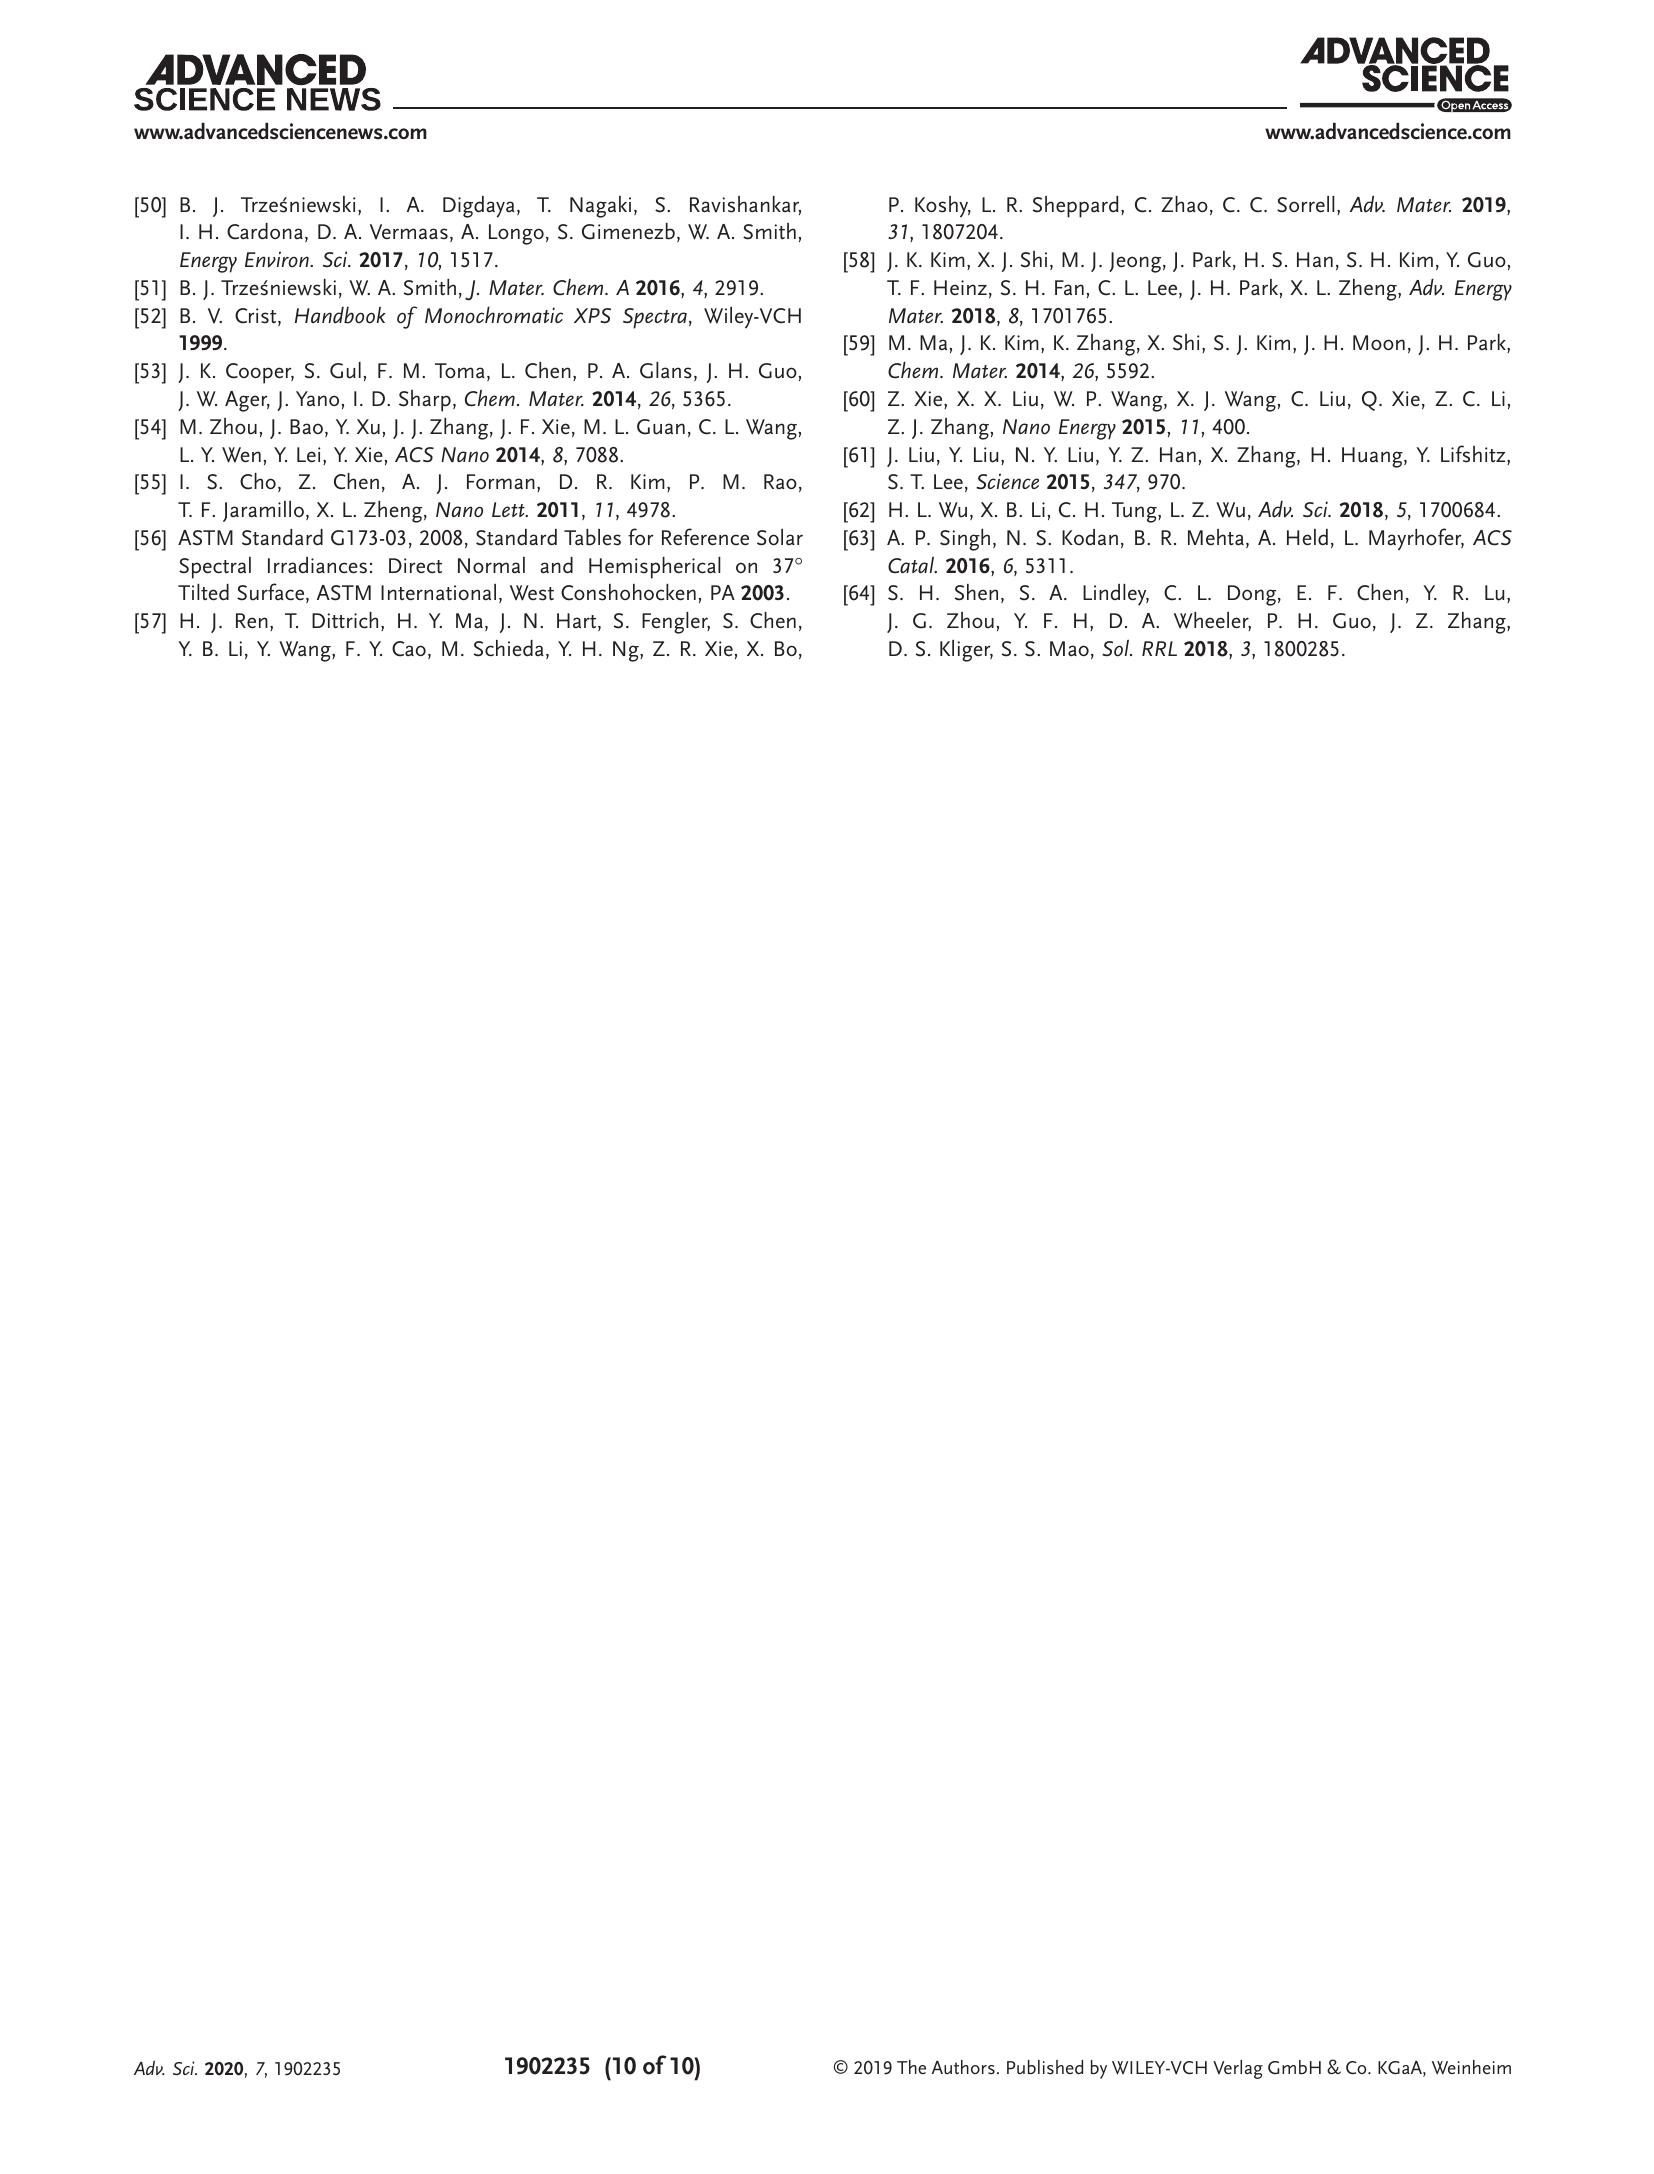 ADVANCED
SCIENCE NEWS
www.advancedsciencenews.com
ADVANCED
SCIENCE
Open Access
www.advancedscience.com
[50] B. J. Trześniewski, I. A. Digdaya, T. Nagaki, S. Ravishankar,
I. H. Cardona, D. A. Vermaas, A. Longo, S. Gimenezb, W. A. Smith,
Energy Environ. Sci. 2017, 10, 1517.
[51] B. J. Trześniewski, W. A. Smith, J. Mater. Chem. A 2016, 4, 2919.
[52] B. V. Crist, Handbook of Monochromatic XPS Spectra, Wiley-VCH
1999.
[53] J. K. Cooper, S. Gul, F. M. Toma, L. Chen, P. A. Glans, J. H. Guo,
J. W. Ager, J. Yano, I. D. Sharp, Chem. Mater. 2014, 26, 5365.
[54] M. Zhou, J. Bao, Y. Xu, J. J. Zhang, J. F. Xie, M. L. Guan, C. L. Wang,
L. Y. Wen, Y. Lei, Y. Xie, ACS Nano 2014, 8, 7088.
[55] I. S. Cho, Z. Chen, A. J. Forman, D. R. Kim, P. M. Rao,
T. F. Jaramillo, X. L. Zheng, Nano Lett. 2011, 11, 4978.
[56] ASTM Standard G173-03, 2008, Standard Tables for Reference Solar
Spectral Irradiances: Direct Normal and Hemispherical on 37°
Tilted Surface, ASTM International, West Conshohocken, PA 2003.
[57] H. J. Ren, T. Dittrich, H. Y. Ma, J. N. Hart, S. Fengler, S. Chen,
Y. B. Li, Y. Wang, F. Y. Cao, M. Schieda, Y. H. Ng, Z. R. Xie, X. Bo,
P. Koshy, L. R. Sheppard, C. Zhao, C. C. Sorrell, Adv. Mater. 2019,
31, 1807204.
[58] J. K. Kim, X. J. Shi, M. J. Jeong, J. Park, H. S. Han, S. H. Kim, Y. Guo,
T. F. Heinz, S. H. Fan, C. L. Lee, J. H. Park, X. L. Zheng, Adv. Energy
Mater. 2018, 8, 1701765.
[59] M. Ma, J. K. Kim, K. Zhang, X. Shi, S. J. Kim, J. H. Moon, J. H. Park,
Chem. Mater. 2014, 26, 5592.
[60] Z. Xie, X. X. Liu, W. P. Wang, X. J. Wang, C. Liu, Q. Xie, Z. C. Li,
Z. J. Zhang, Nano Energy 2015, 11, 400.
[61] J. Liu, Y. Liu, N. Y. Liu, Y. Z. Han, X. Zhang, H. Huang, Y. Lifshitz,
S. T. Lee, Science 2015, 347, 970.
[62] H. L. Wu, X. B. Li, C. H. Tung, L. Z. Wu, Adv. Sci. 2018, 5, 1700684.
[63] A. P. Singh, N. S. Kodan, B. R. Mehta, A. Held, L. Mayrhofer, ACS
Catal. 2016, 6, 5311.
[64] S. H. Shen, S. A. Lindley, C. L. Dong, E. F. Chen, Y. R. Lu,
J. G. Zhou, Y. F. H, D. A. Wheeler, P. H. Guo, J. Z. Zhang,
D. S. Kliger, S. S. Mao, Sol. RRL 2018, 3, 1800285.
Adv. Sci. 2020, 7, 1902235
1902235 (10 of 10)
© 2019 The Authors. Published by WILEY-VCH Verlag GmbH & Co. KGaA, Weinheim